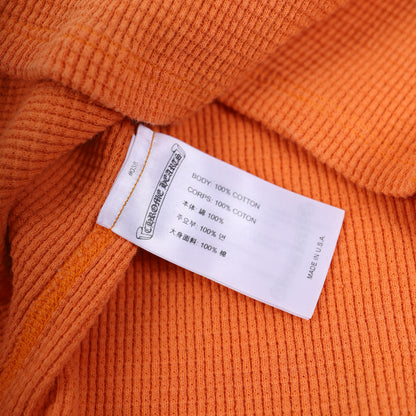 CHROME HEARTS
BODY: 100% COTTON
CORPS: 100% COTON
本体: 綿 100%
주요부: 100% 면
大身面料: 100% 棉
MADE IN U.S.A.